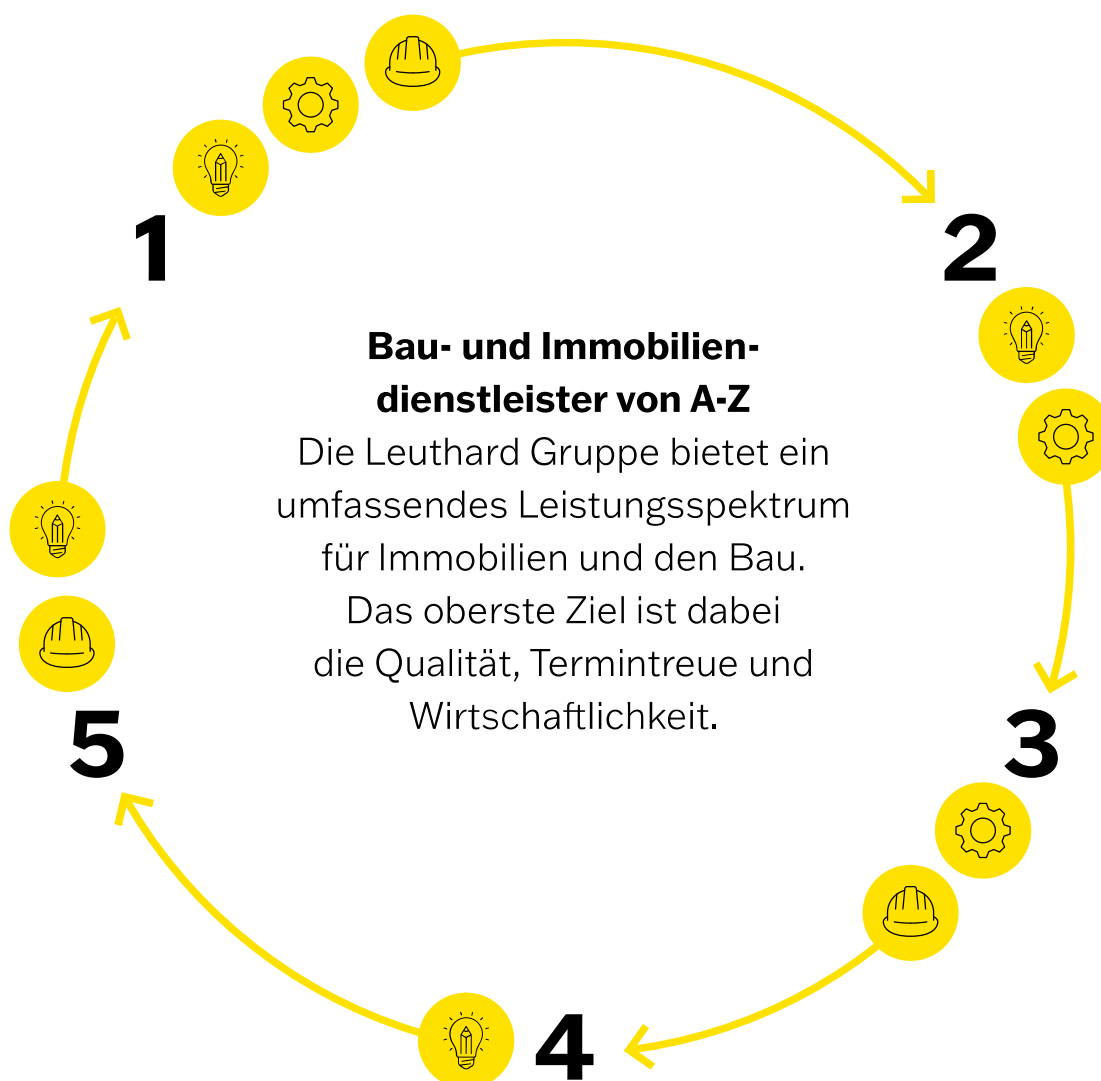 1
2
Bau- und Immobilien-
dienstleister von A-Z
Die Leuthard Gruppe bietet ein
umfassendes Leistungsspektrum
für Immobilien und den Bau.
Das oberste Ziel ist dabei
die Qualität, Termintreue und
Wirtschaftlichkeit.
3
4
5